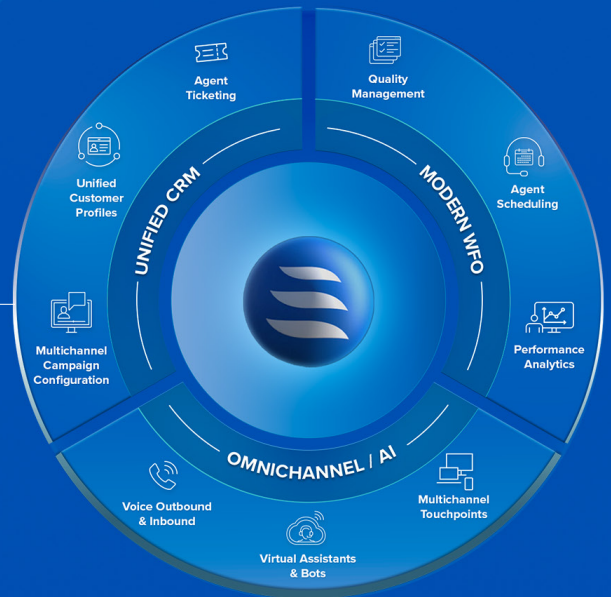 Agent
Ticketing
Quality
Management
Unified
Customer
Profiles
UNIFIED CRM
MODERN WFO
Agent
Scheduling
Multichannel
Campaign
Configuration
Performance
Analytics
OMNICHANNEL / AI
Voice Outbound
& Inbound
Virtual Assistants
& Bots
Multichannel
Touchpoints